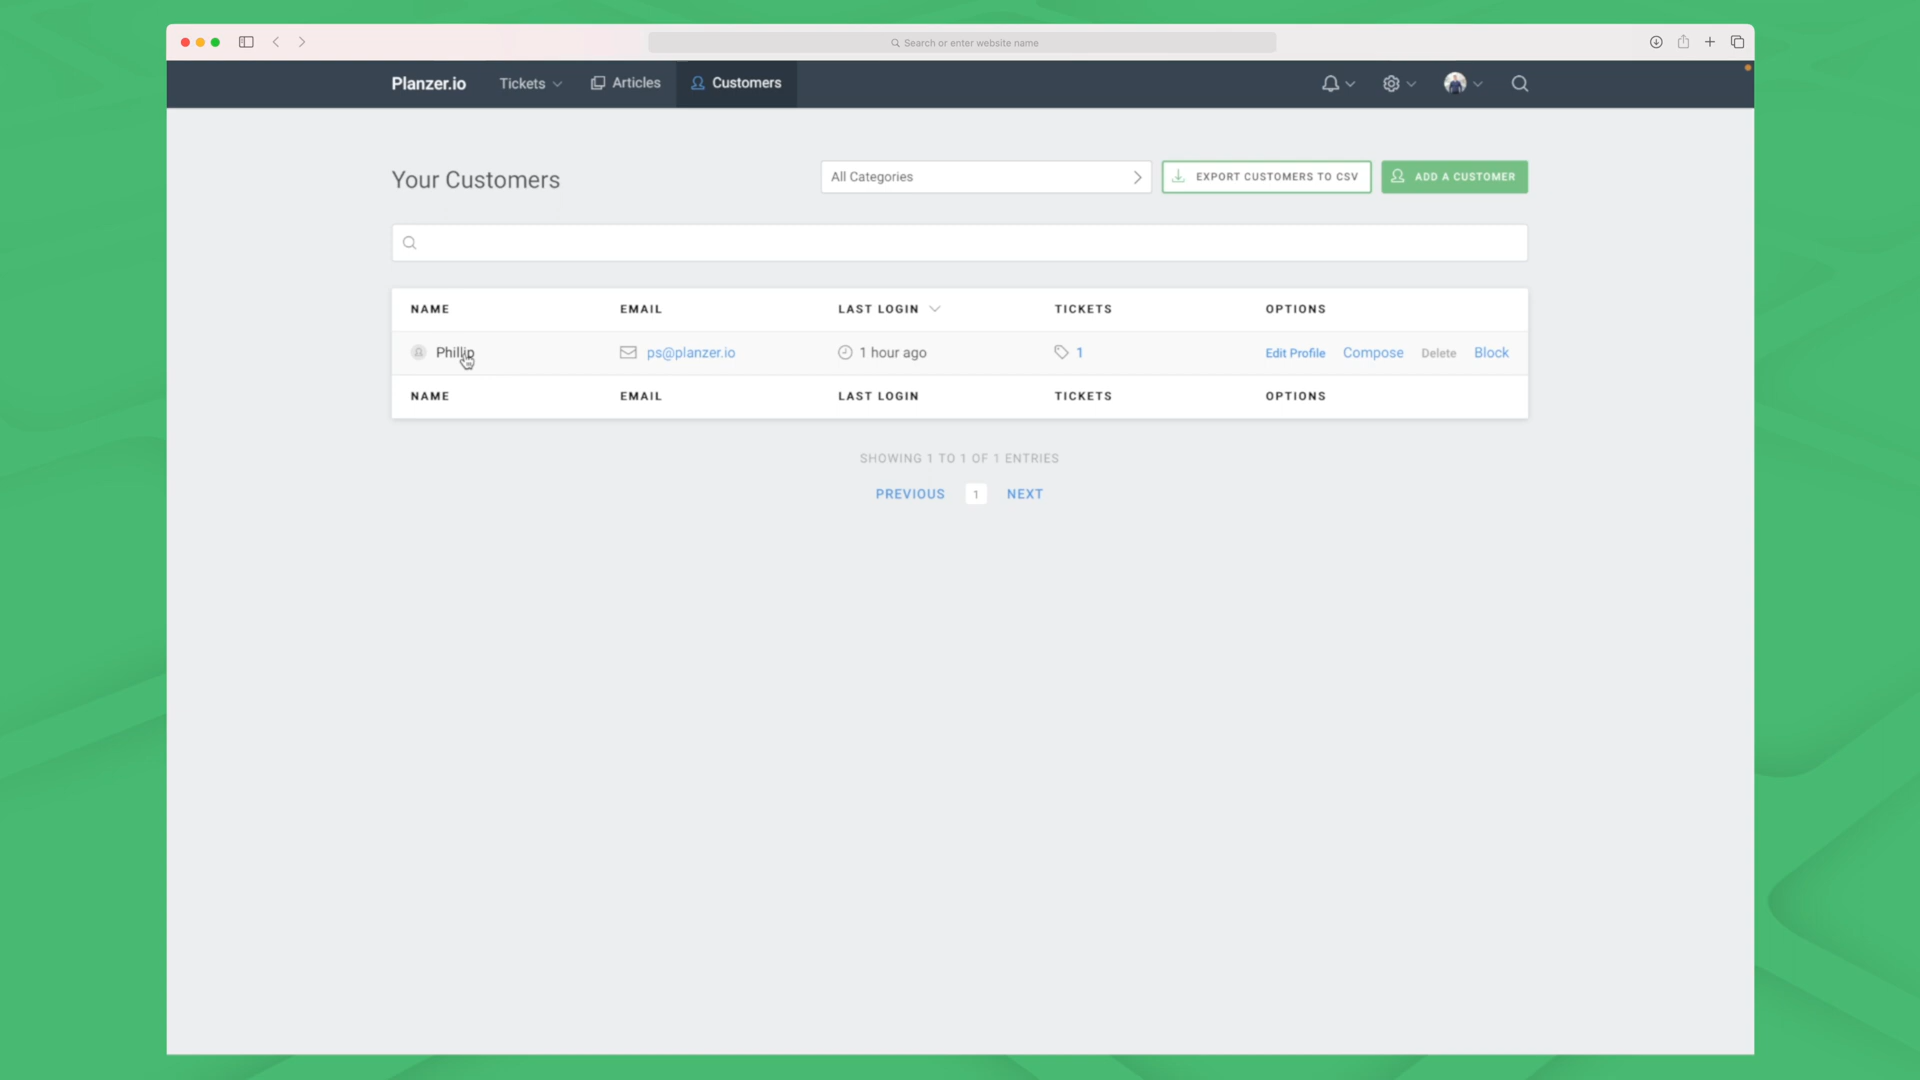 Search or enter website name
Planzer.io Tickets Articles Customers
Your Customers All Categories EXPORT CUSTOMERS TO CSV ADD A CUSTOMER
NAME EMAIL LAST LOGIN TICKETS OPTIONS
Phillip ps@planzer.io 1 hour ago 1 Edit Profile Compose Delete Block
NAME EMAIL LAST LOGIN TICKETS OPTIONS
SHOWING 1 TO 1 OF 1 ENTRIES
PREVIOUS 1 NEXT